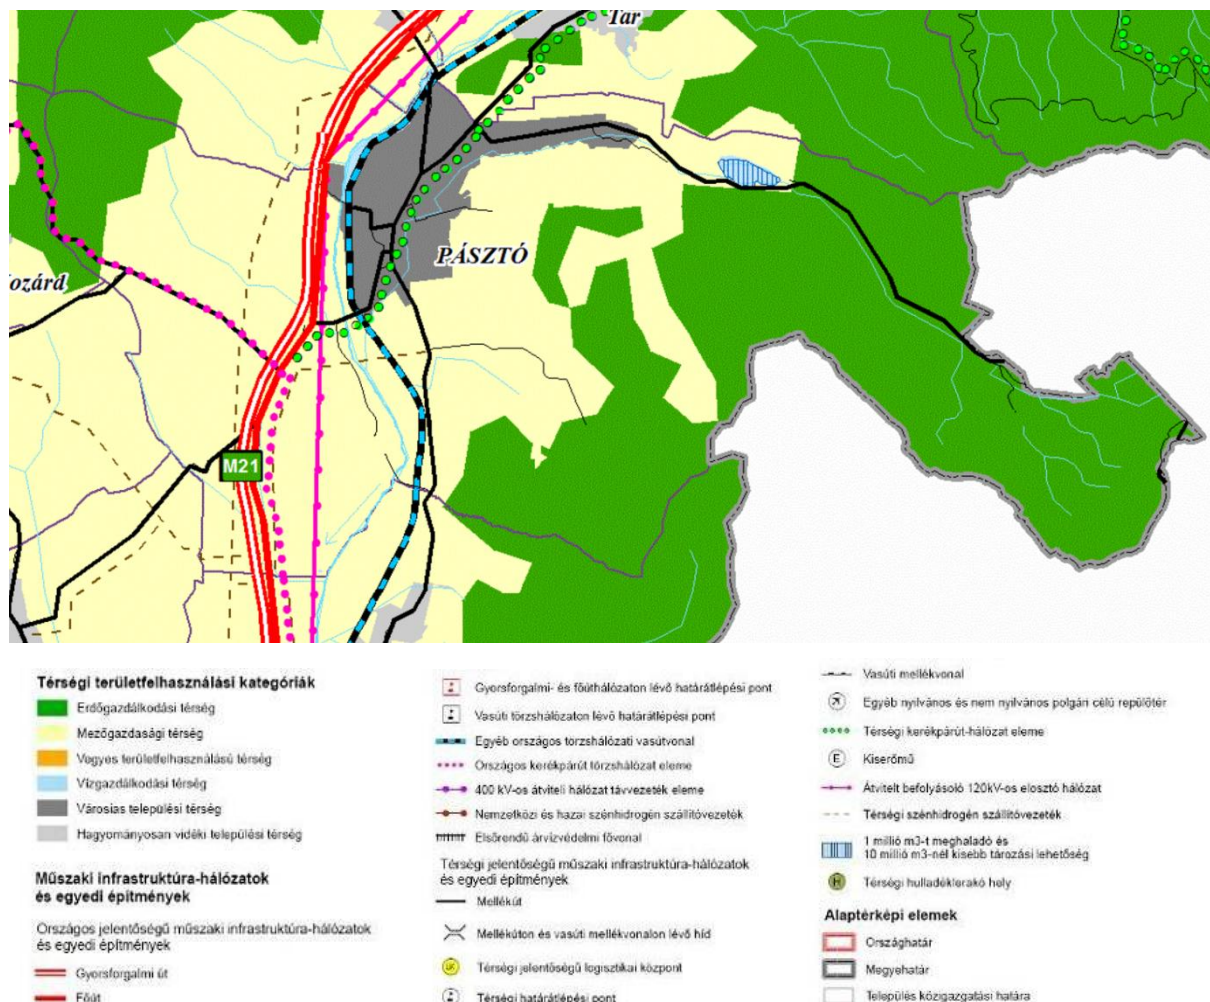 Tar
PÁSZTÓ
ozárd
M21
Térségi területfelhasználási kategóriák
Erdőgazdálkodási térség
Mezőgazdasági térség
Vegyes területfelhasználású térség
Vízgazdálkodási térség
Városias települési térség
Hagyományosan vidéki települési térség
Műszaki infrastruktúra-hálózatok
és egyedi építmények
Országos jelentőségű műszaki infrastruktúra-hálózatok
és egyedi építmények
Gyorsforgalmi út
Főút
Gyorsforgalmi- és főúthálózaton lévő határátlépési pont
Vasúti törzshálózaton lévő határátlépési pont
Egyéb országos törzshálózati vasútvonal
Országos kerékpárút törzshálózat eleme
400 kV-os átviteli hálózat távvezeték eleme
Nemzetközi és hazai szénhidrogén szállítóvezeték
Elsőrendű árvízvédelmi fővonal
Térségi jelentőségű műszaki infrastruktúra-hálózatok
és egyedi építmények
Mellékút
Mellékúton és vasúti mellékvonalon lévő híd
Térségi jelentőségű logisztikai központ
Térségi határátlépési pont
Vasúti mellékvonal
Egyéb nyilvános és nem nyilvános polgári célú repülőtér
Térségi kerékpárút-hálózat eleme
E Kiserőmű
Átvitelt befolyásoló 120kV-os elosztó hálózat
Térségi szénhidrogén szállítóvezeték
1 millió m3-t meghaladó és
10 millió m3-nél kisebb tározási lehetőség
H Térségi hulladéklerakó hely
Alaptérképi elemek
Országhatár
Megyehatár
Település közigazgatási határa